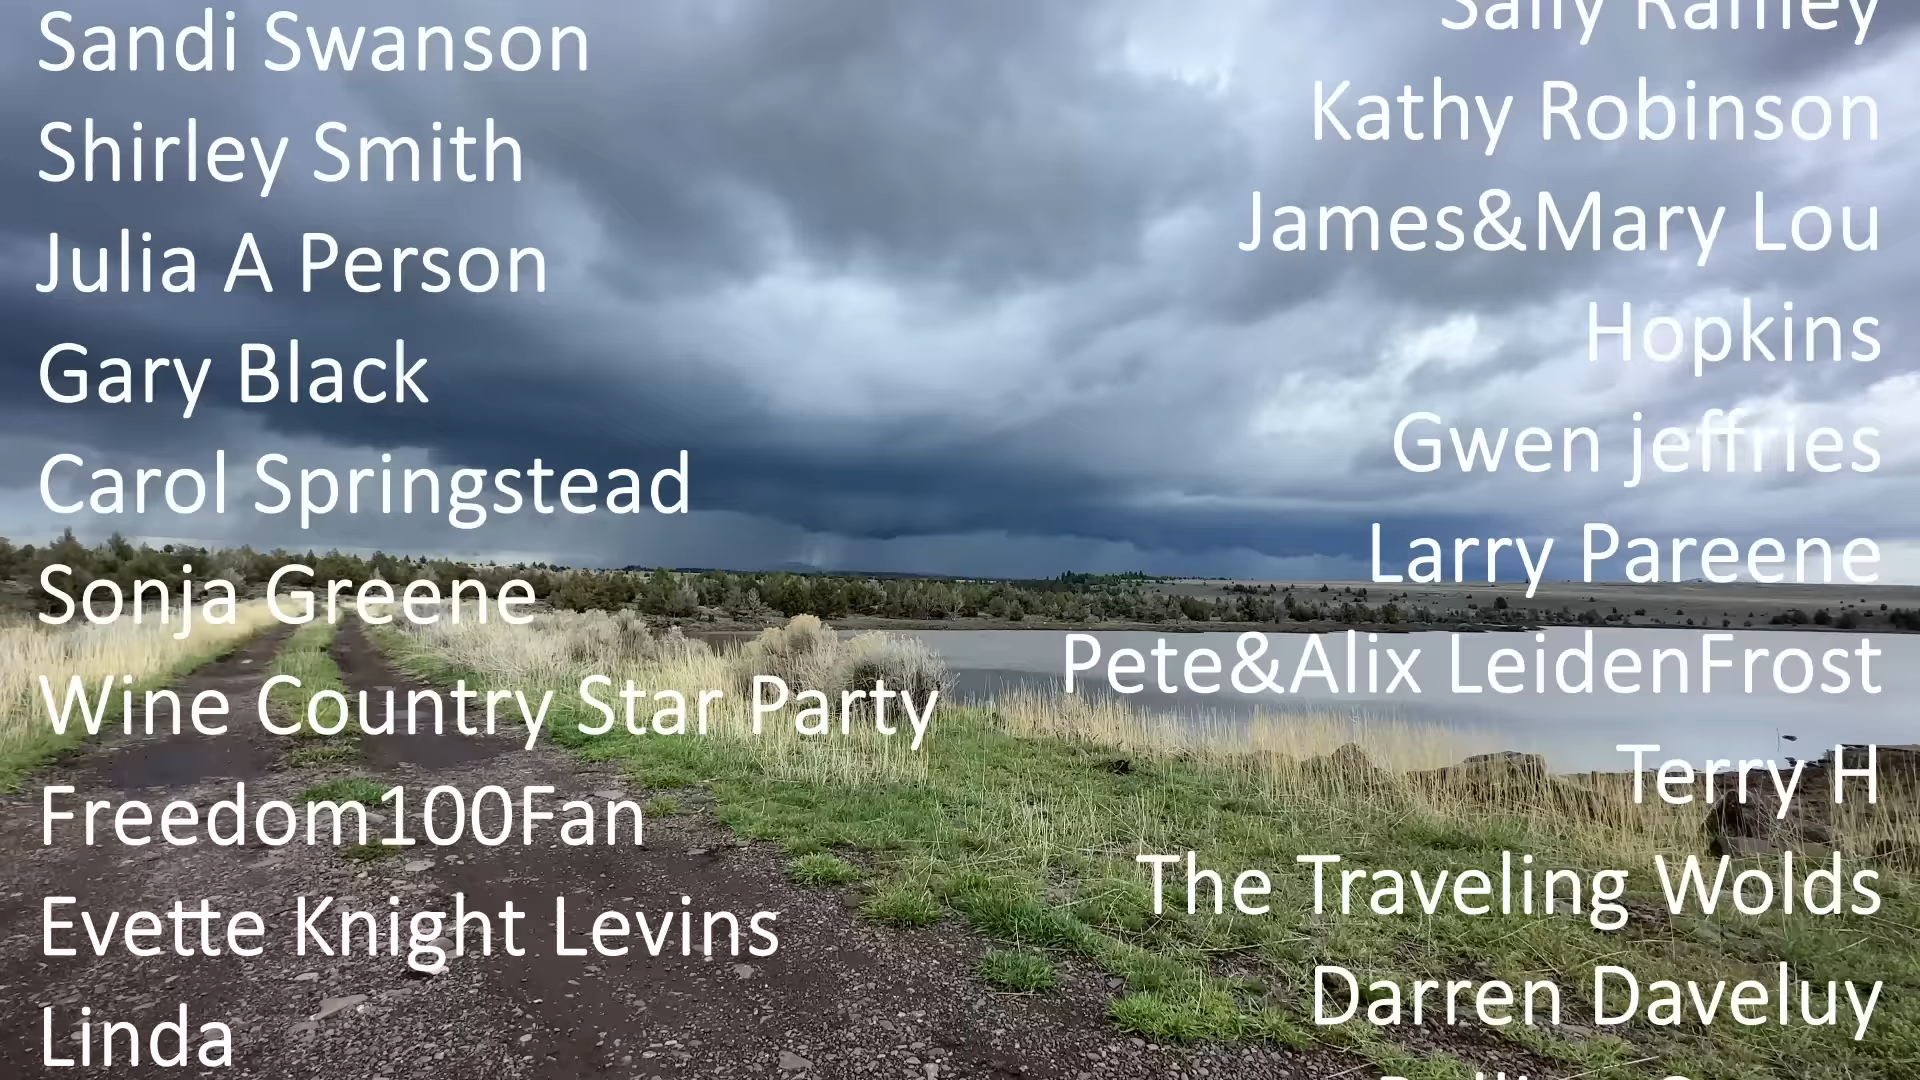 Sandi Swanson
Shirley Smith
Julia A Person
Gary Black
Carol Springstead
Sonja Greene
Wine Country Star Party
Freedom100Fan
Evette Knight Levins
Linda
Sally Ramey
Kathy Robinson
James&Mary Lou
Hopkins
Gwen jeffries
Larry Pareene
Pete&Alix LeidenFrost
Terry H
The Traveling Wolds
Darren Daveluy